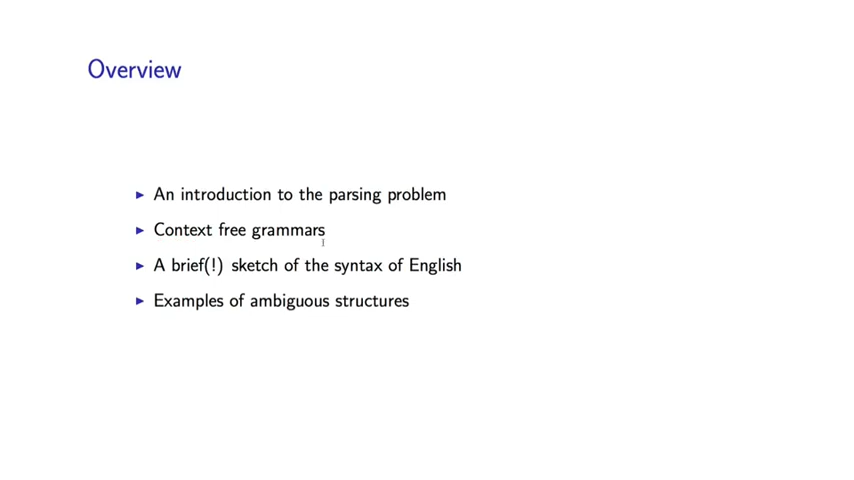 Overview
▶ An introduction to the parsing problem
▶ Context free grammars
▶ A brief(!) sketch of the syntax of English
▶ Examples of ambiguous structures